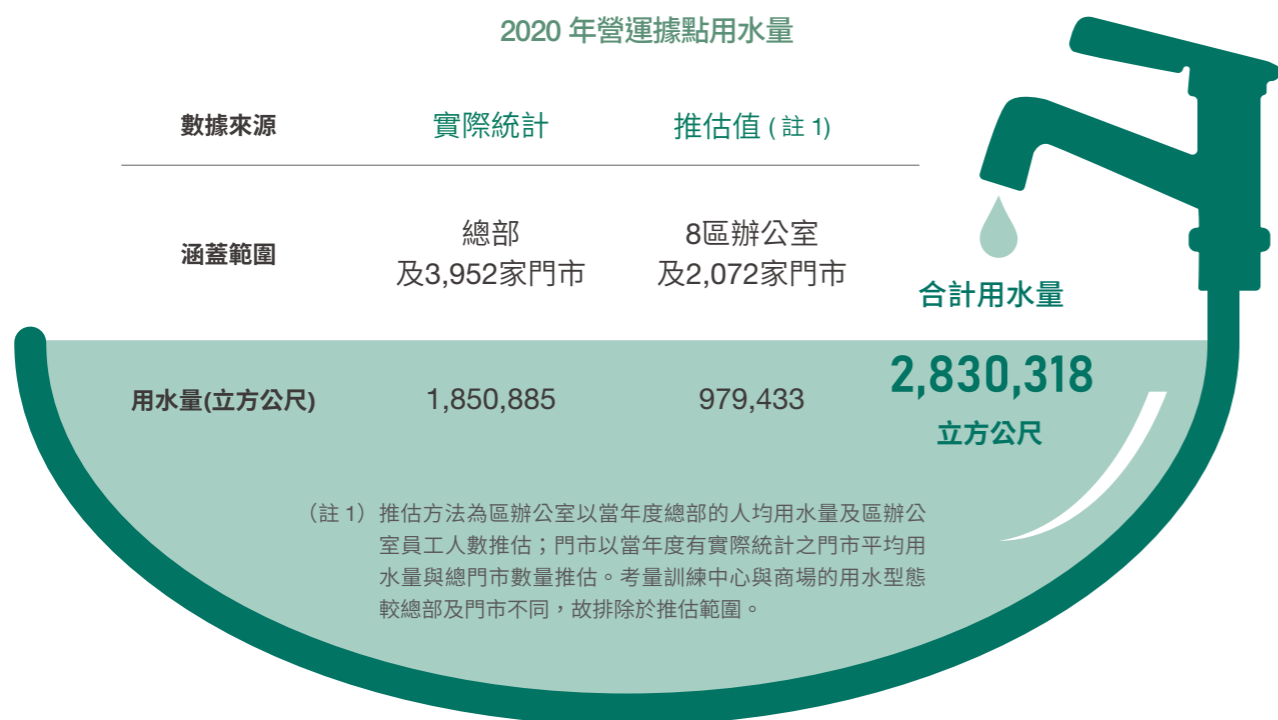 2020 年營運據點用水量
數據來源 實際統計 推估值 ( 註 1)
涵蓋範圍 總部 及3,952家門市 8區辦公室 及2,072家門市
合計用水量
用水量(立方公尺) 1,850,885 979,433 2,830,318
立方公尺
（註 1）推估方法為區辦公室以當年度總部的人均用水量及區辦公
室員工人數推估；門市以當年度有實際統計之門市平均用
水量與總門市數量推估。考量訓練中心與商場的用水型態
較總部及門市不同，故排除於推估範圍。